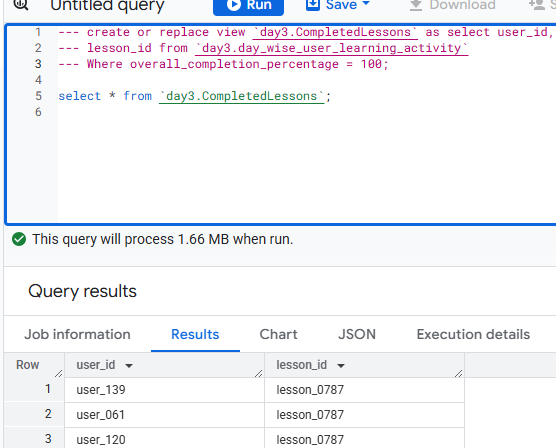 Untitled query Run Save Download S
1 --- create or replace view `day3.CompletedLessons` as select user_id,
2 --- lesson_id from `day3.day_wise_user_learning_activity`
3 --- Where overall_completion_percentage = 100;
4
5 select * from `day3.CompletedLessons`;
6
This query will process 1.66 MB when run.
Query results
Job information Results Chart JSON Execution details
Row user_id lesson_id
1 user_139 lesson_0787
2 user_061 lesson_0787
3 user_120 lesson_0787